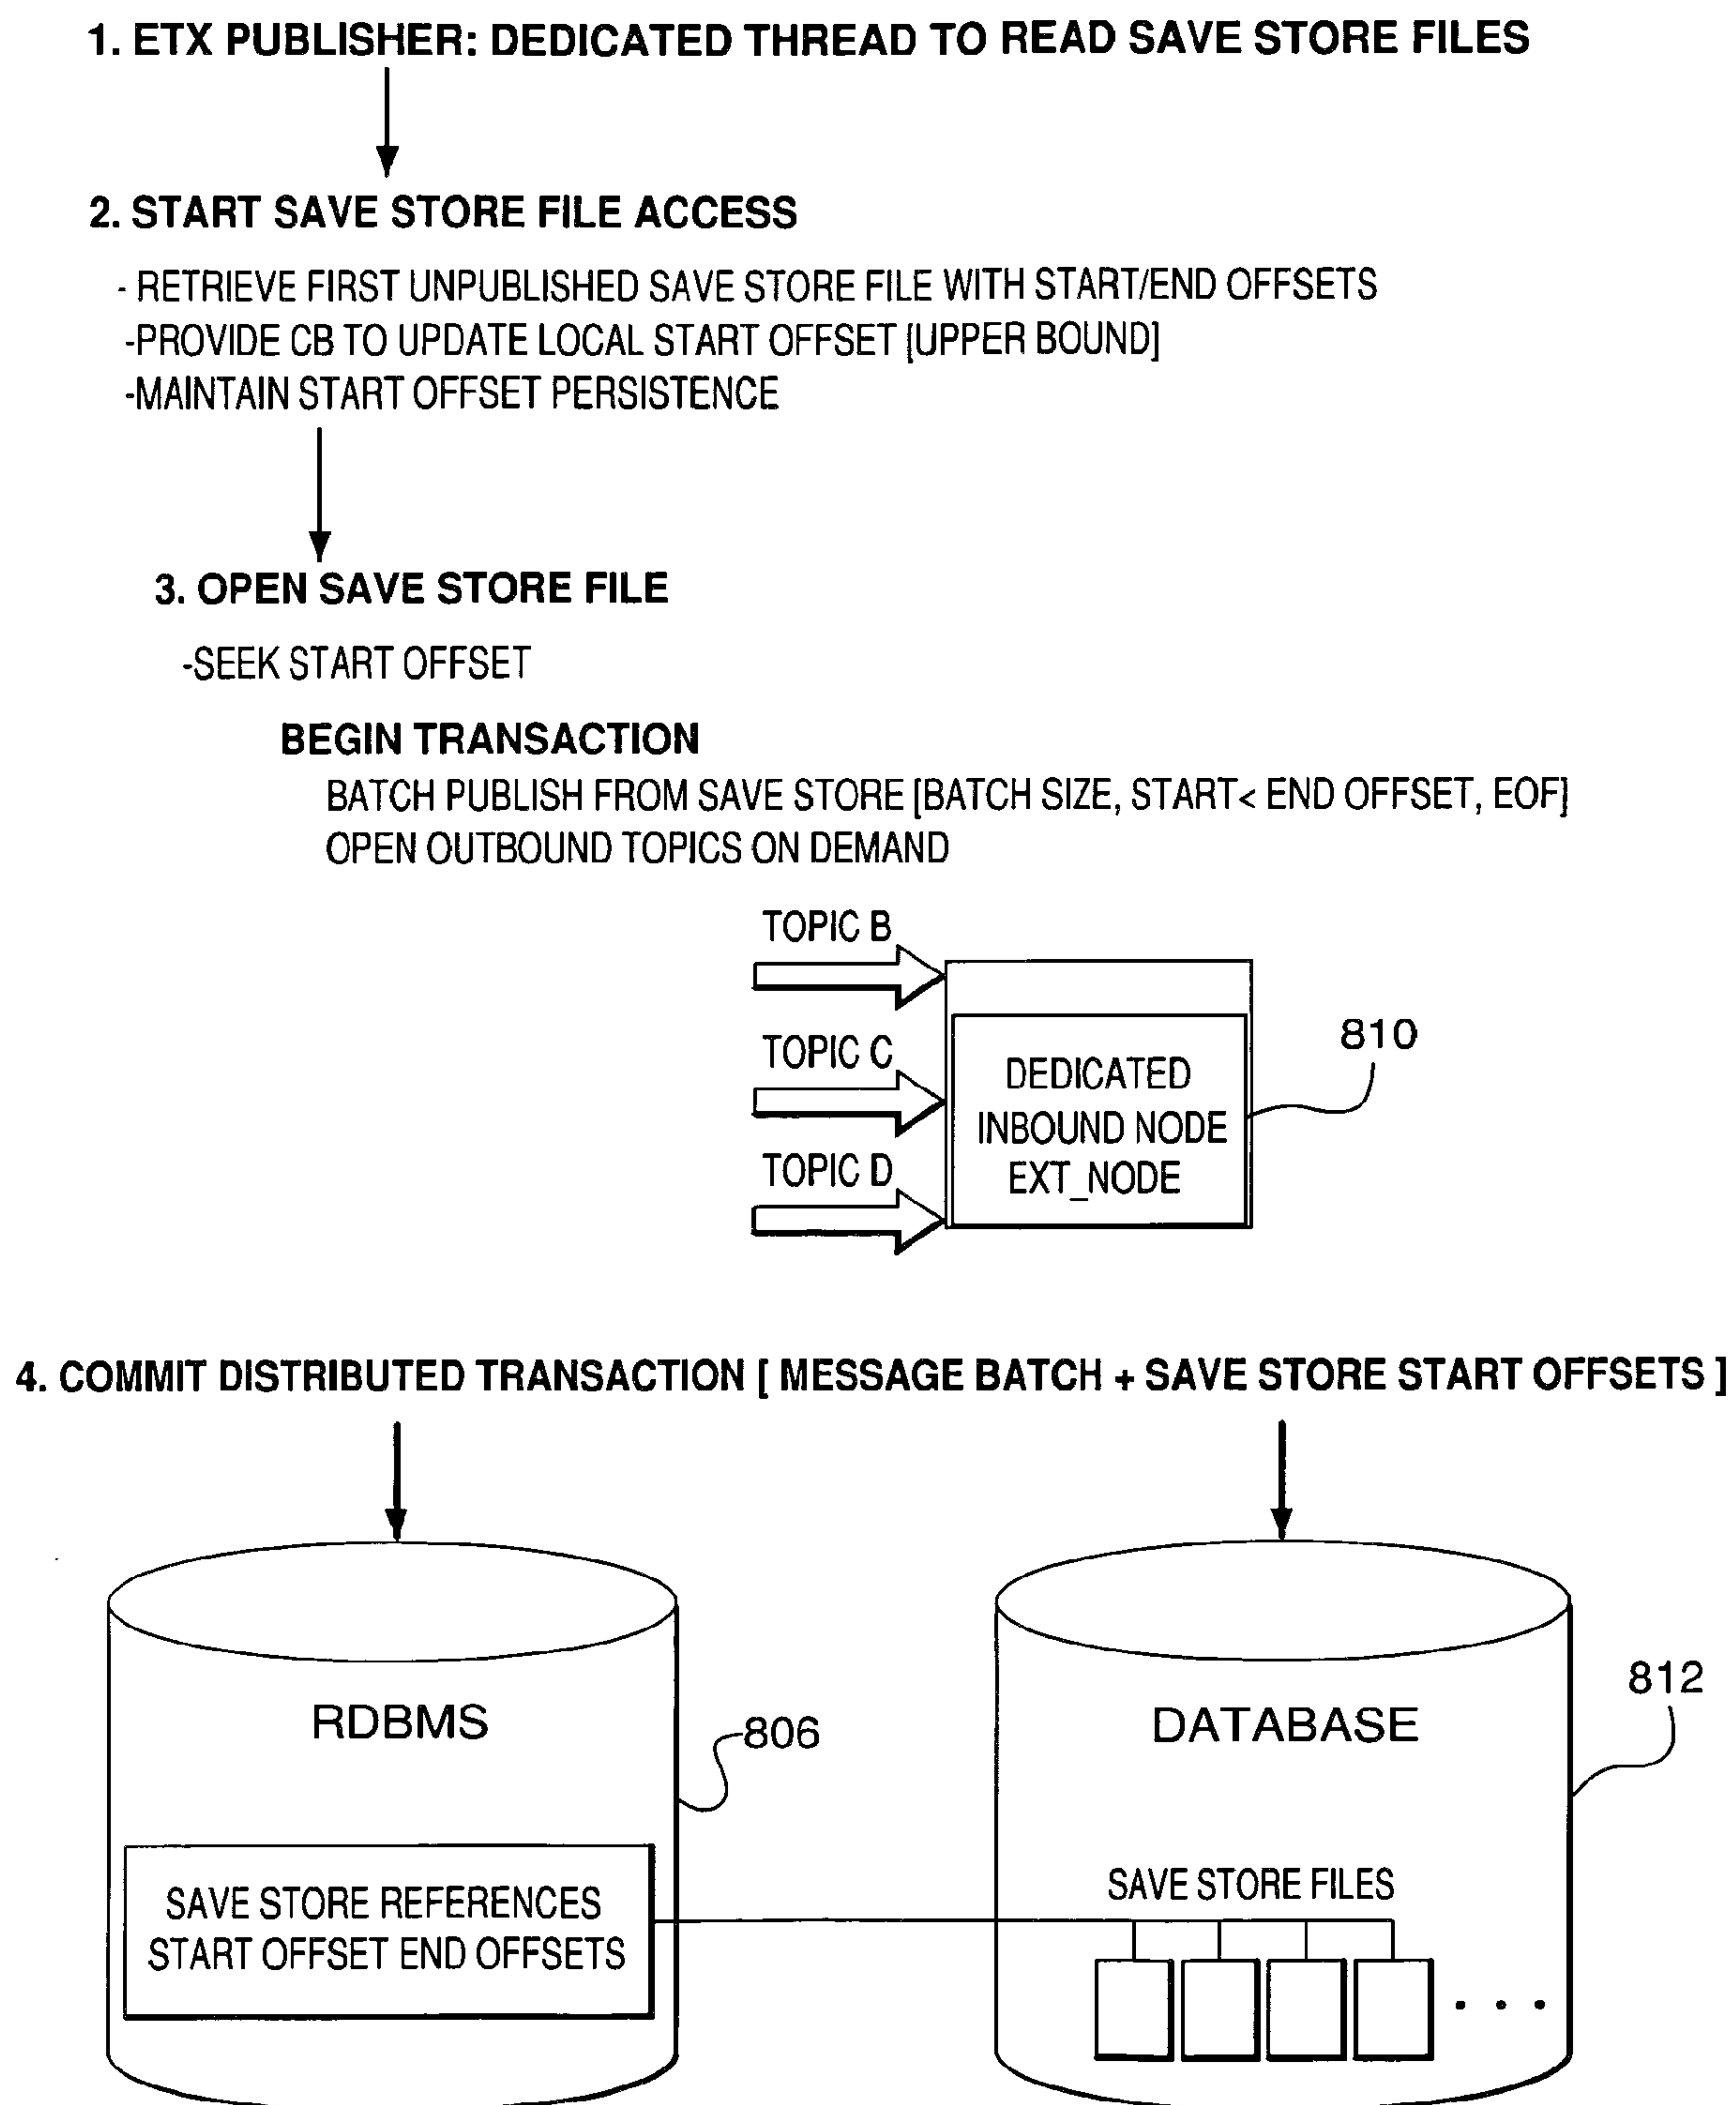 1. ETX PUBLISHER: DEDICATED THREAD TO READ SAVE STORE FILES
2. START SAVE STORE FILE ACCESS
- RETRIEVE FIRST UNPUBLISHED SAVE STORE FILE WITH START/END OFFSETS
-PROVIDE CB TO UPDATE LOCAL START OFFSET [UPPER BOUND]
-MAINTAIN START OFFSET PERSISTENCE
3. OPEN SAVE STORE FILE
-SEEK START OFFSET
BEGIN TRANSACTION
BATCH PUBLISH FROM SAVE STORE [BATCH SIZE, START< END OFFSET, EOF]
OPEN OUTBOUND TOPICS ON DEMAND
TOPIC B
TOPIC C
TOPIC D
DEDICATED
INBOUND NODE
EXT_NODE
810
4. COMMIT DISTRIBUTED TRANSACTION [ MESSAGE BATCH + SAVE STORE START OFFSETS ]
RDBMS
806
SAVE STORE REFERENCES
START OFFSET END OFFSETS
DATABASE
812
SAVE STORE FILES
. . .